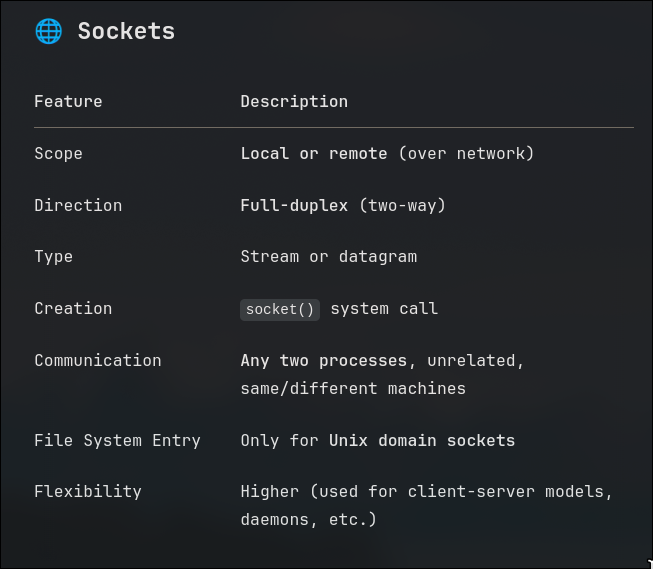 🌐 Sockets
Feature Description
Scope Local or remote (over network)
Direction Full-duplex (two-way)
Type Stream or datagram
Creation socket() system call
Communication Any two processes, unrelated,
same/different machines
File System Entry Only for Unix domain sockets
Flexibility Higher (used for client-server models,
daemons, etc.)